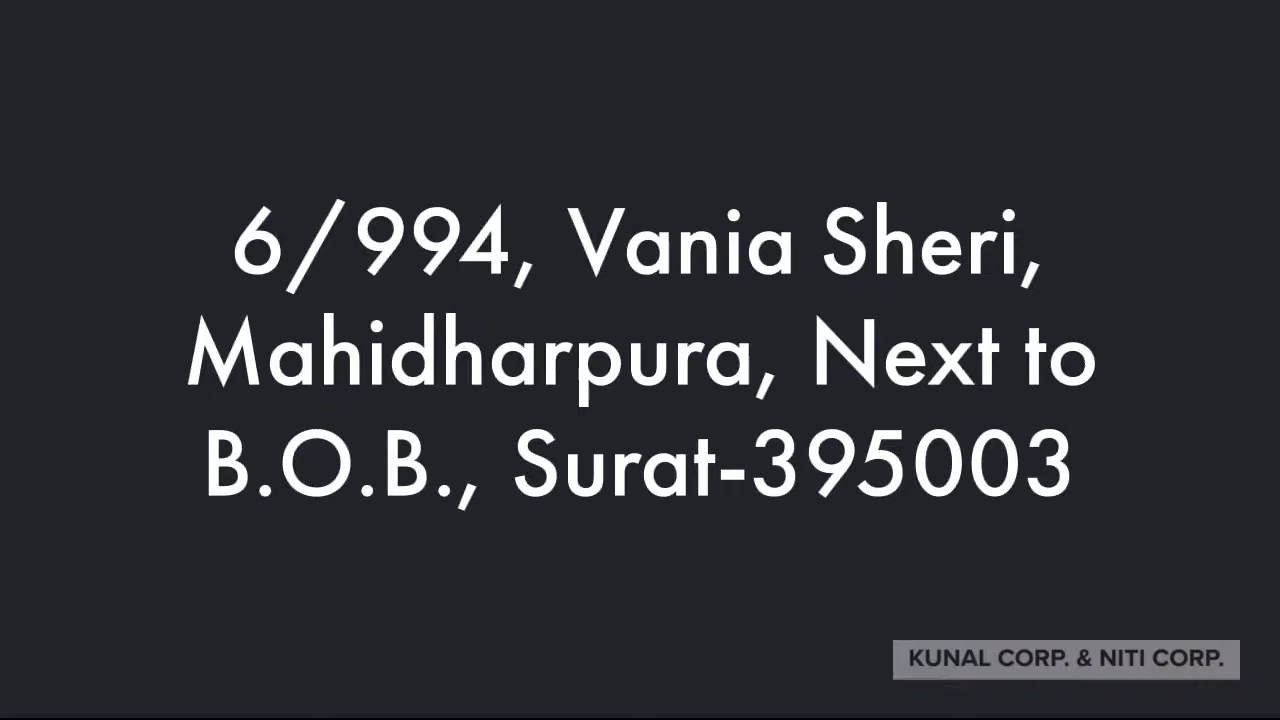 6/994, Vania Sheri,
Mahidharpura, Next to
B.O.B., Surat-395003
KUNAL CORP. & NITI CORP.